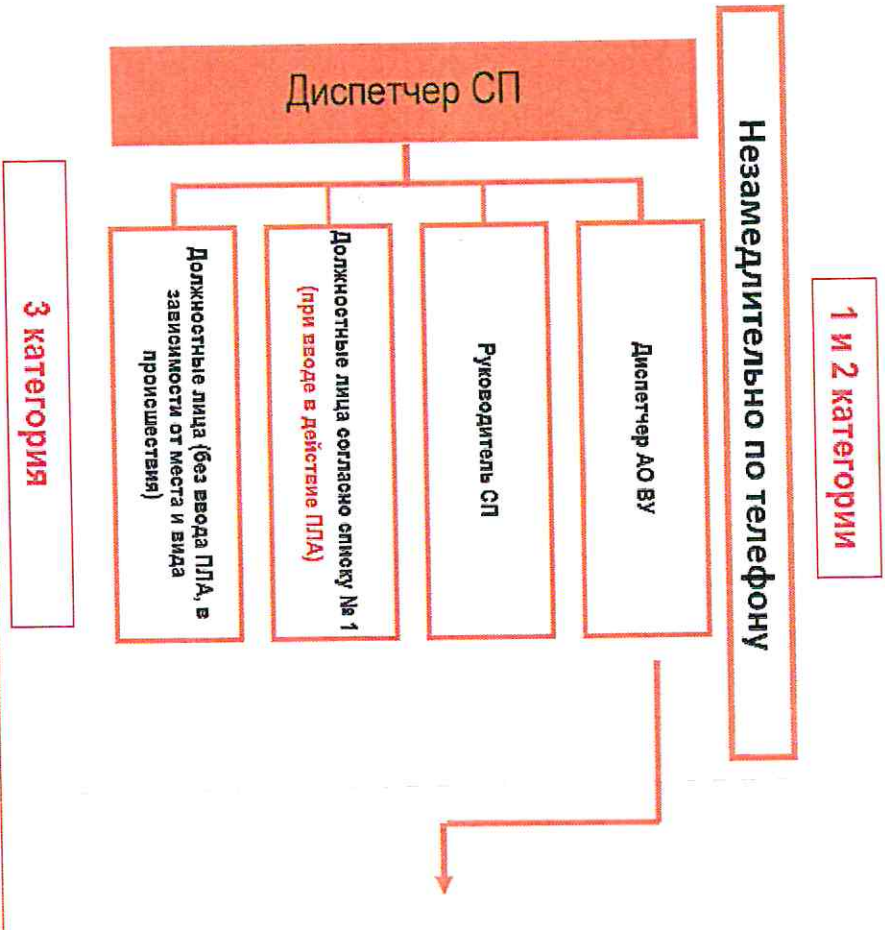 1 и 2 категории
Незамедлительно по телефону
Диспетчер СП
Диспетчер АО ВУ
Руководитель СП
Должностные лица согласно списку № 1
(при вводе в действие ПЛА)
Должностные лица (без ввода ПЛА, в
зависимости от места и вида
происшествия)
3 категория